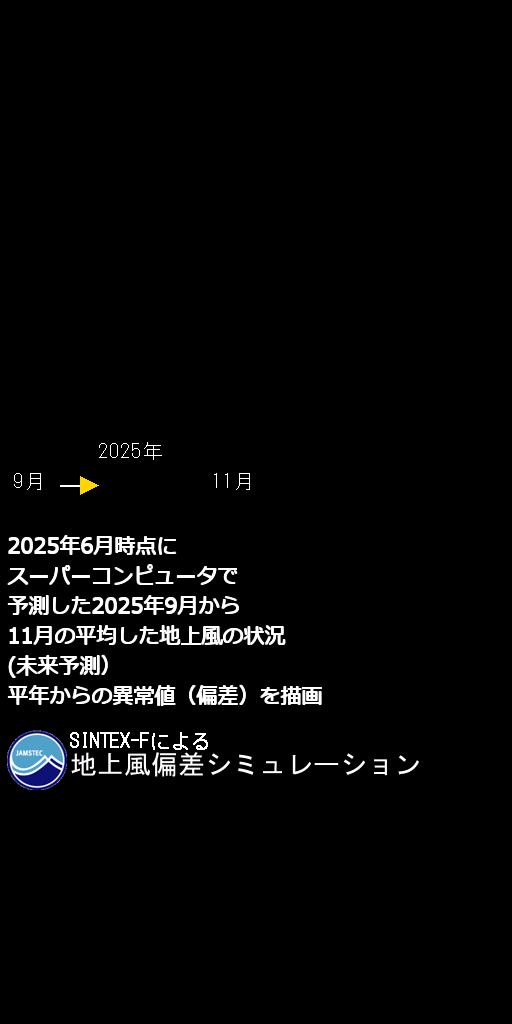 2025年
9月 11月
2025年6月時点に
スーパーコンピュータで
予測した2025年9月から
11月の平均した地上風の状況
(未来予測）
平年からの異常値（偏差）を描画
JAMSTEC
SINTEX-Fによる
地上風偏差シミュレーション